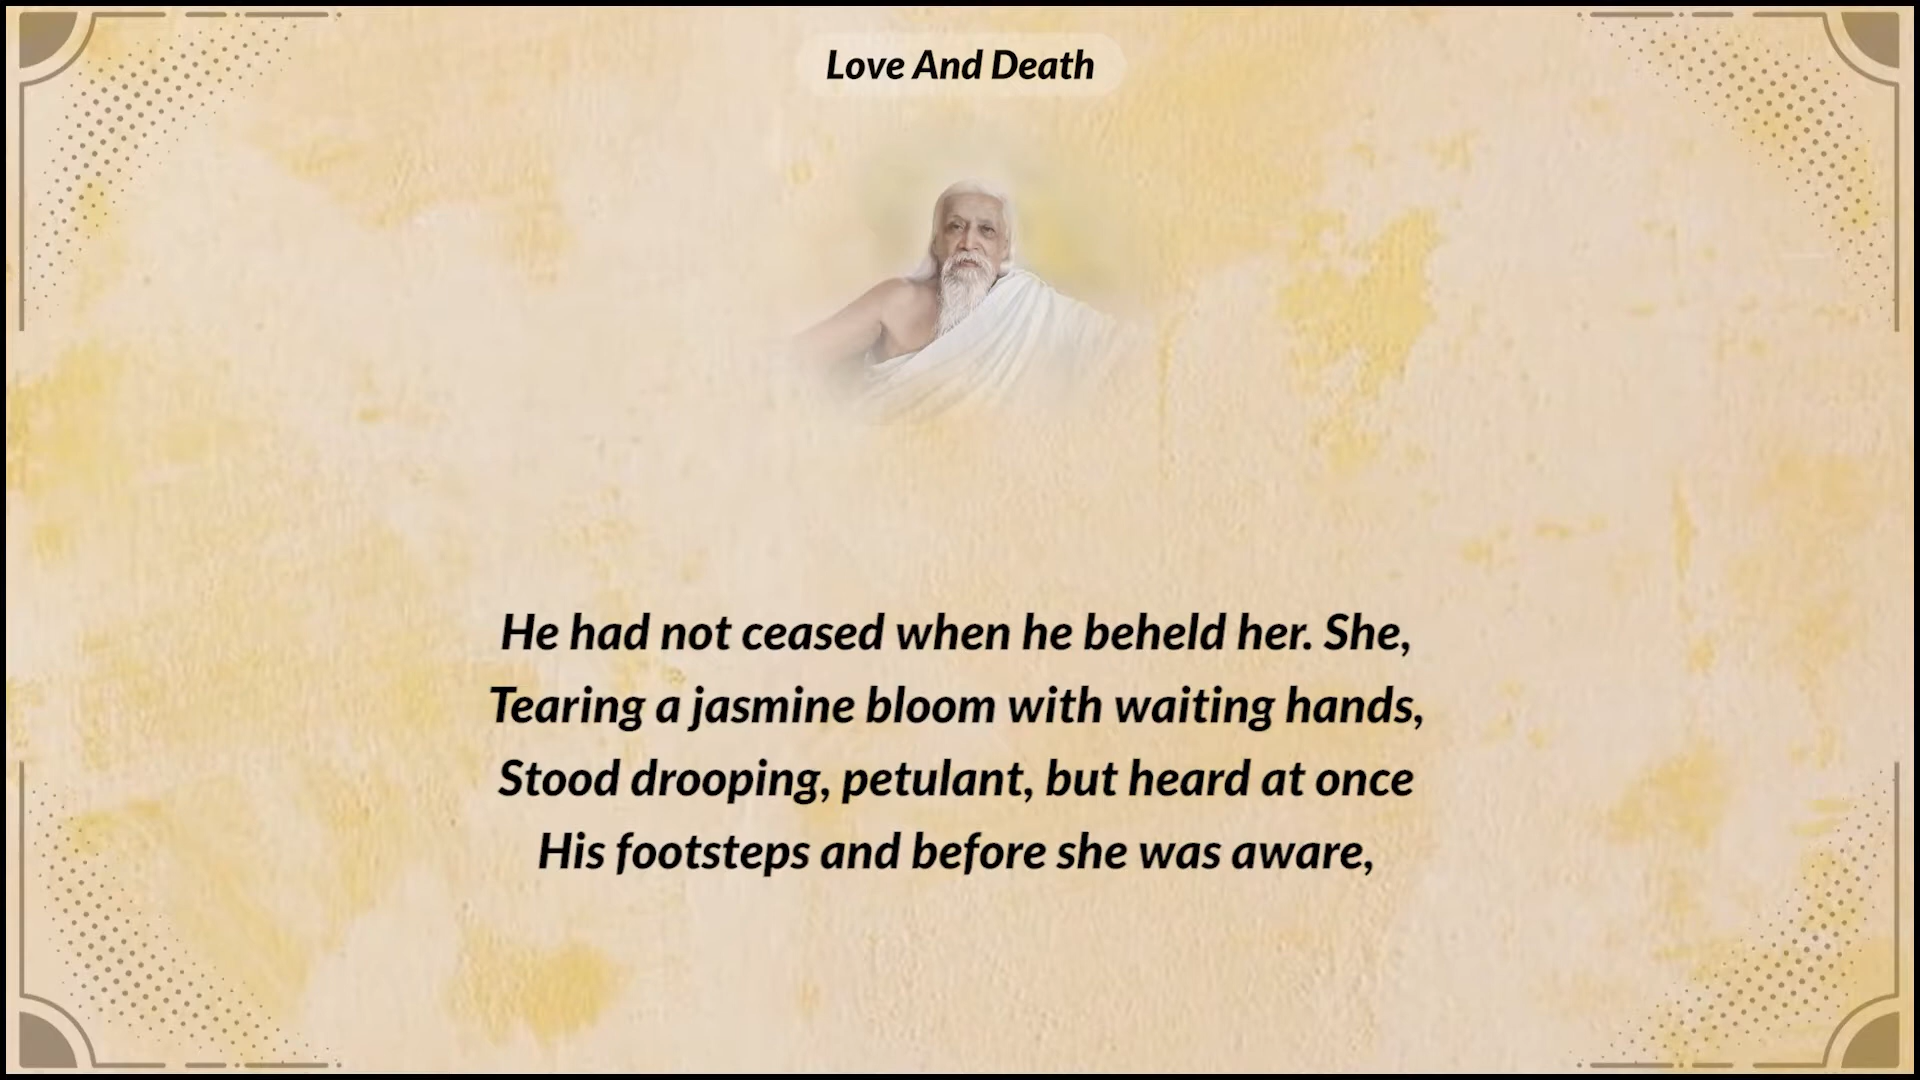 Love And Death
He had not ceased when he beheld her. She,
Tearing a jasmine bloom with waiting hands,
Stood drooping, petulant, but heard at once
His footsteps and before she was aware,